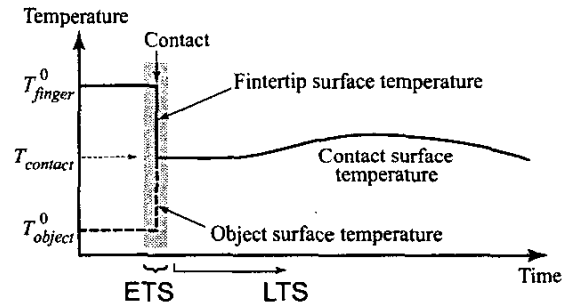 Temperature
Contact
T⁰finger
Fintertip surface temperature
Tcontact
Contact surface
temperature
T⁰object
Object surface temperature
Time
ETS
LTS